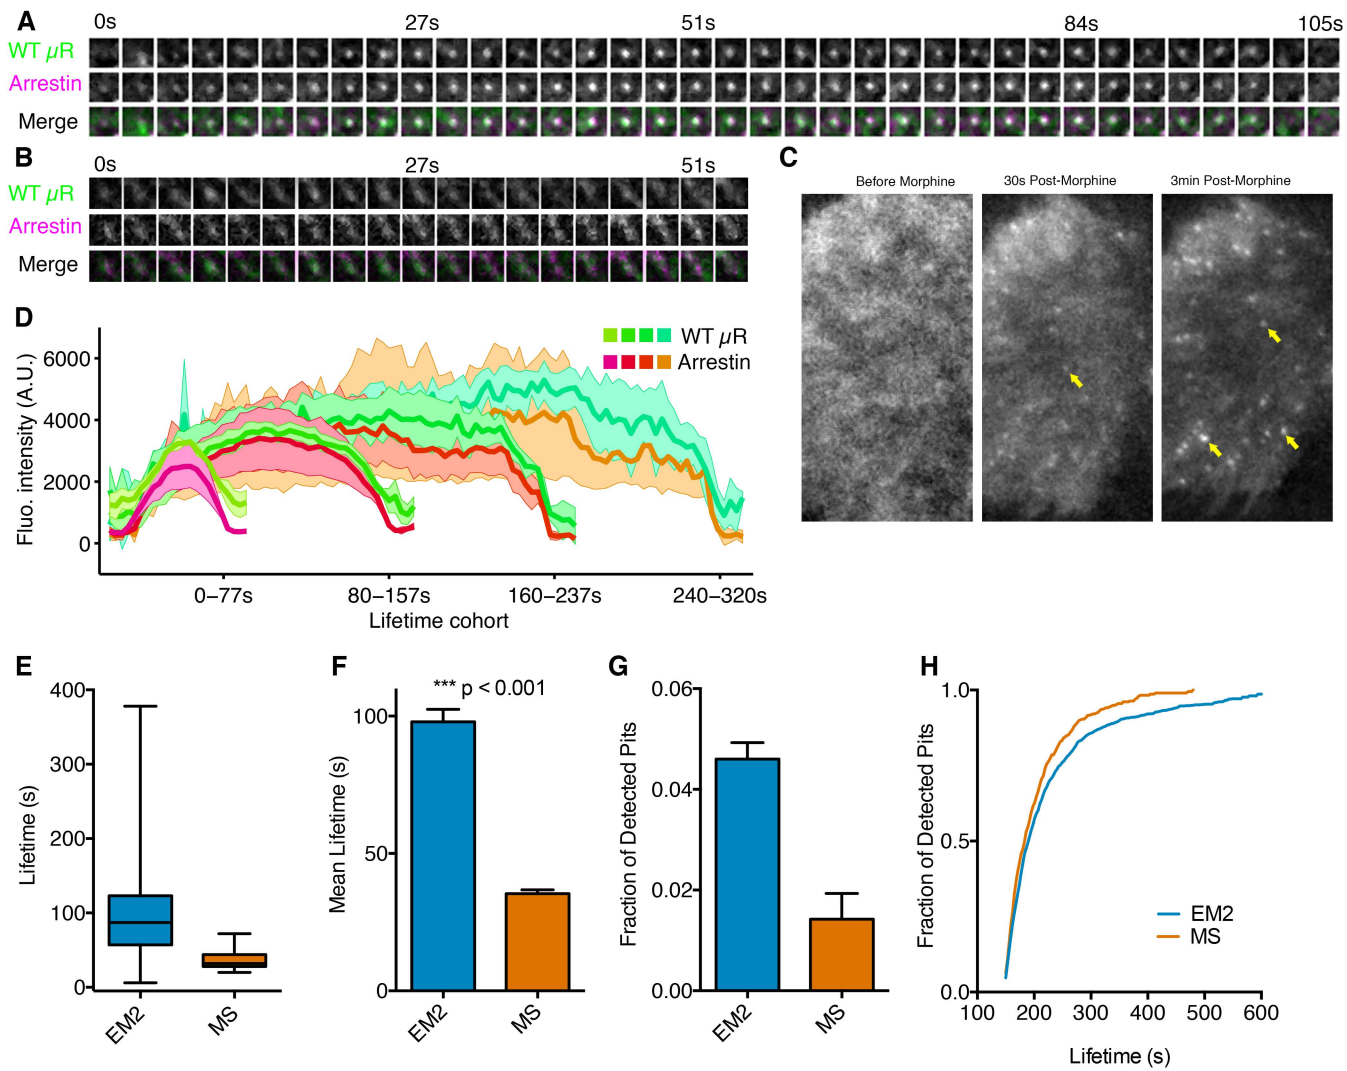 A
0s 27s 51s 84s 105s
WT µR
Arrestin
Merge
B
0s 27s 51s
WT µR
Arrestin
Merge
C
Before Morphine 30s Post-Morphine 3min Post-Morphine
D
Fluo. intensity (A.U.)
6000
4000
2000
0
WT µR
Arrestin
0–77s 80–157s 160–237s 240–320s
Lifetime cohort
E
Lifetime (s)
400
300
200
100
0
EM2 MS
F
*** p < 0.001
Mean Lifetime (s)
100
50
0
EM2 MS
G
Fraction of Detected Pits
0.06
0.04
0.02
0.00
EM2 MS
H
Fraction of Detected Pits
1.0
0.5
0.0
EM2
MS
100 200 300 400 500 600
Lifetime (s)